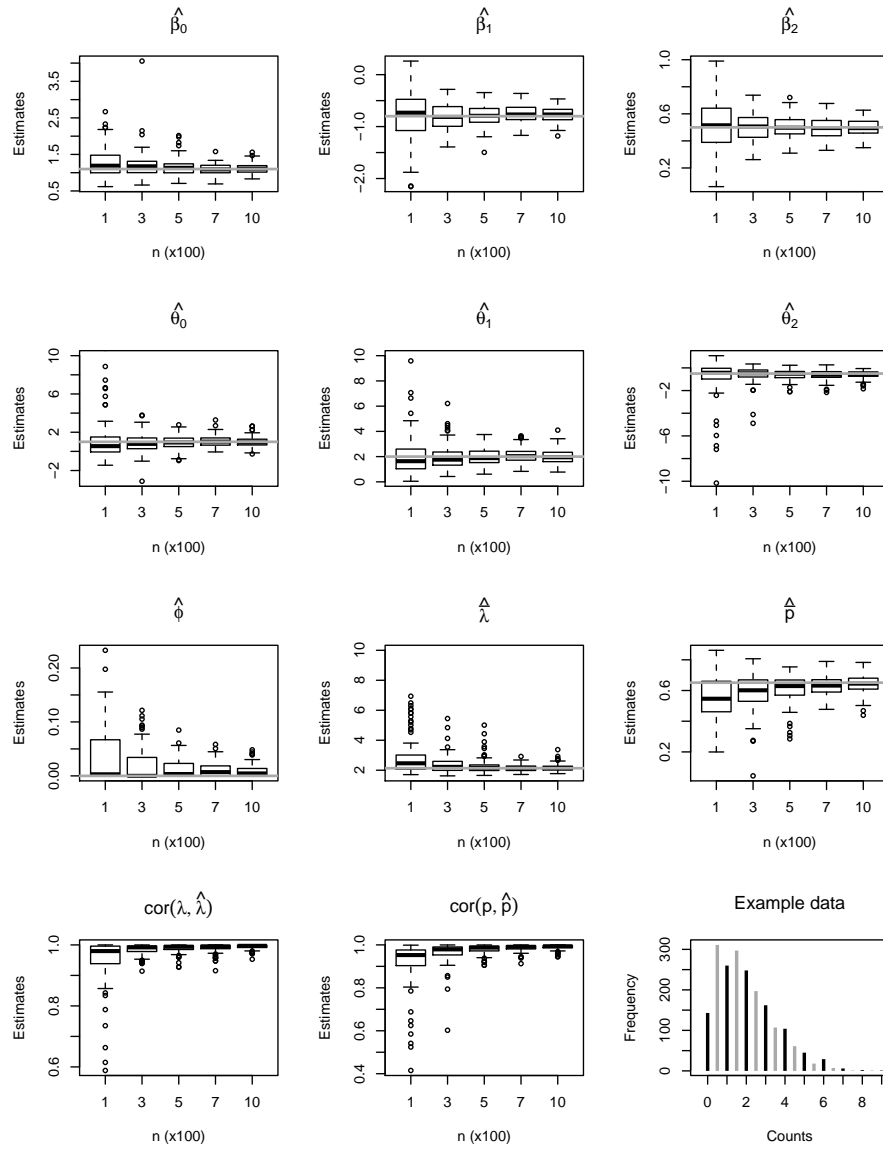 β̂₀ β̂₁ β̂₂
Estimates
0.5 1.5 2.5 3.5
1 3 5 7 10
n (x100)
Estimates
−2.0 −1.0 0.0
1 3 5 7 10
n (x100)
Estimates
0.2 0.6 1.0
1 3 5 7 10
n (x100)
θ̂₀ θ̂₁ θ̂₂
Estimates
−2 2 6 10
1 3 5 7 10
n (x100)
Estimates
0 2 4 6 8 10
1 3 5 7 10
n (x100)
Estimates
−10 −6 −2
1 3 5 7 10
n (x100)
ϕ̂ λ̂̄ p̂̄
Estimates
0.00 0.10 0.20
1 3 5 7 10
n (x100)
Estimates
2 4 6 8 10
1 3 5 7 10
n (x100)
Estimates
0.2 0.6
1 3 5 7 10
n (x100)
cor(λ, λ̂) cor(p, p̂) Example data
Estimates
0.6 0.8 1.0
1 3 5 7 10
n (x100)
Estimates
0.4 0.6 0.8 1.0
1 3 5 7 10
n (x100)
Frequency
0 100 200 300
0 2 4 6 8
Counts